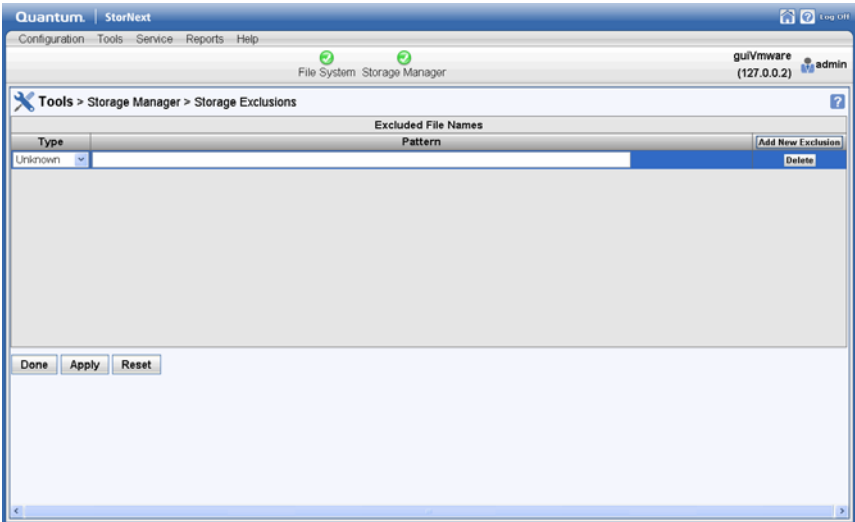 Quantum. StorNext Log Off
Configuration Tools Service Reports Help
File System Storage Manager
guiVmware
(127.0.0.2)
admin
Tools > Storage Manager > Storage Exclusions
Excluded File Names
Type Pattern Add New Exclusion
Unknown Delete
Done Apply Reset